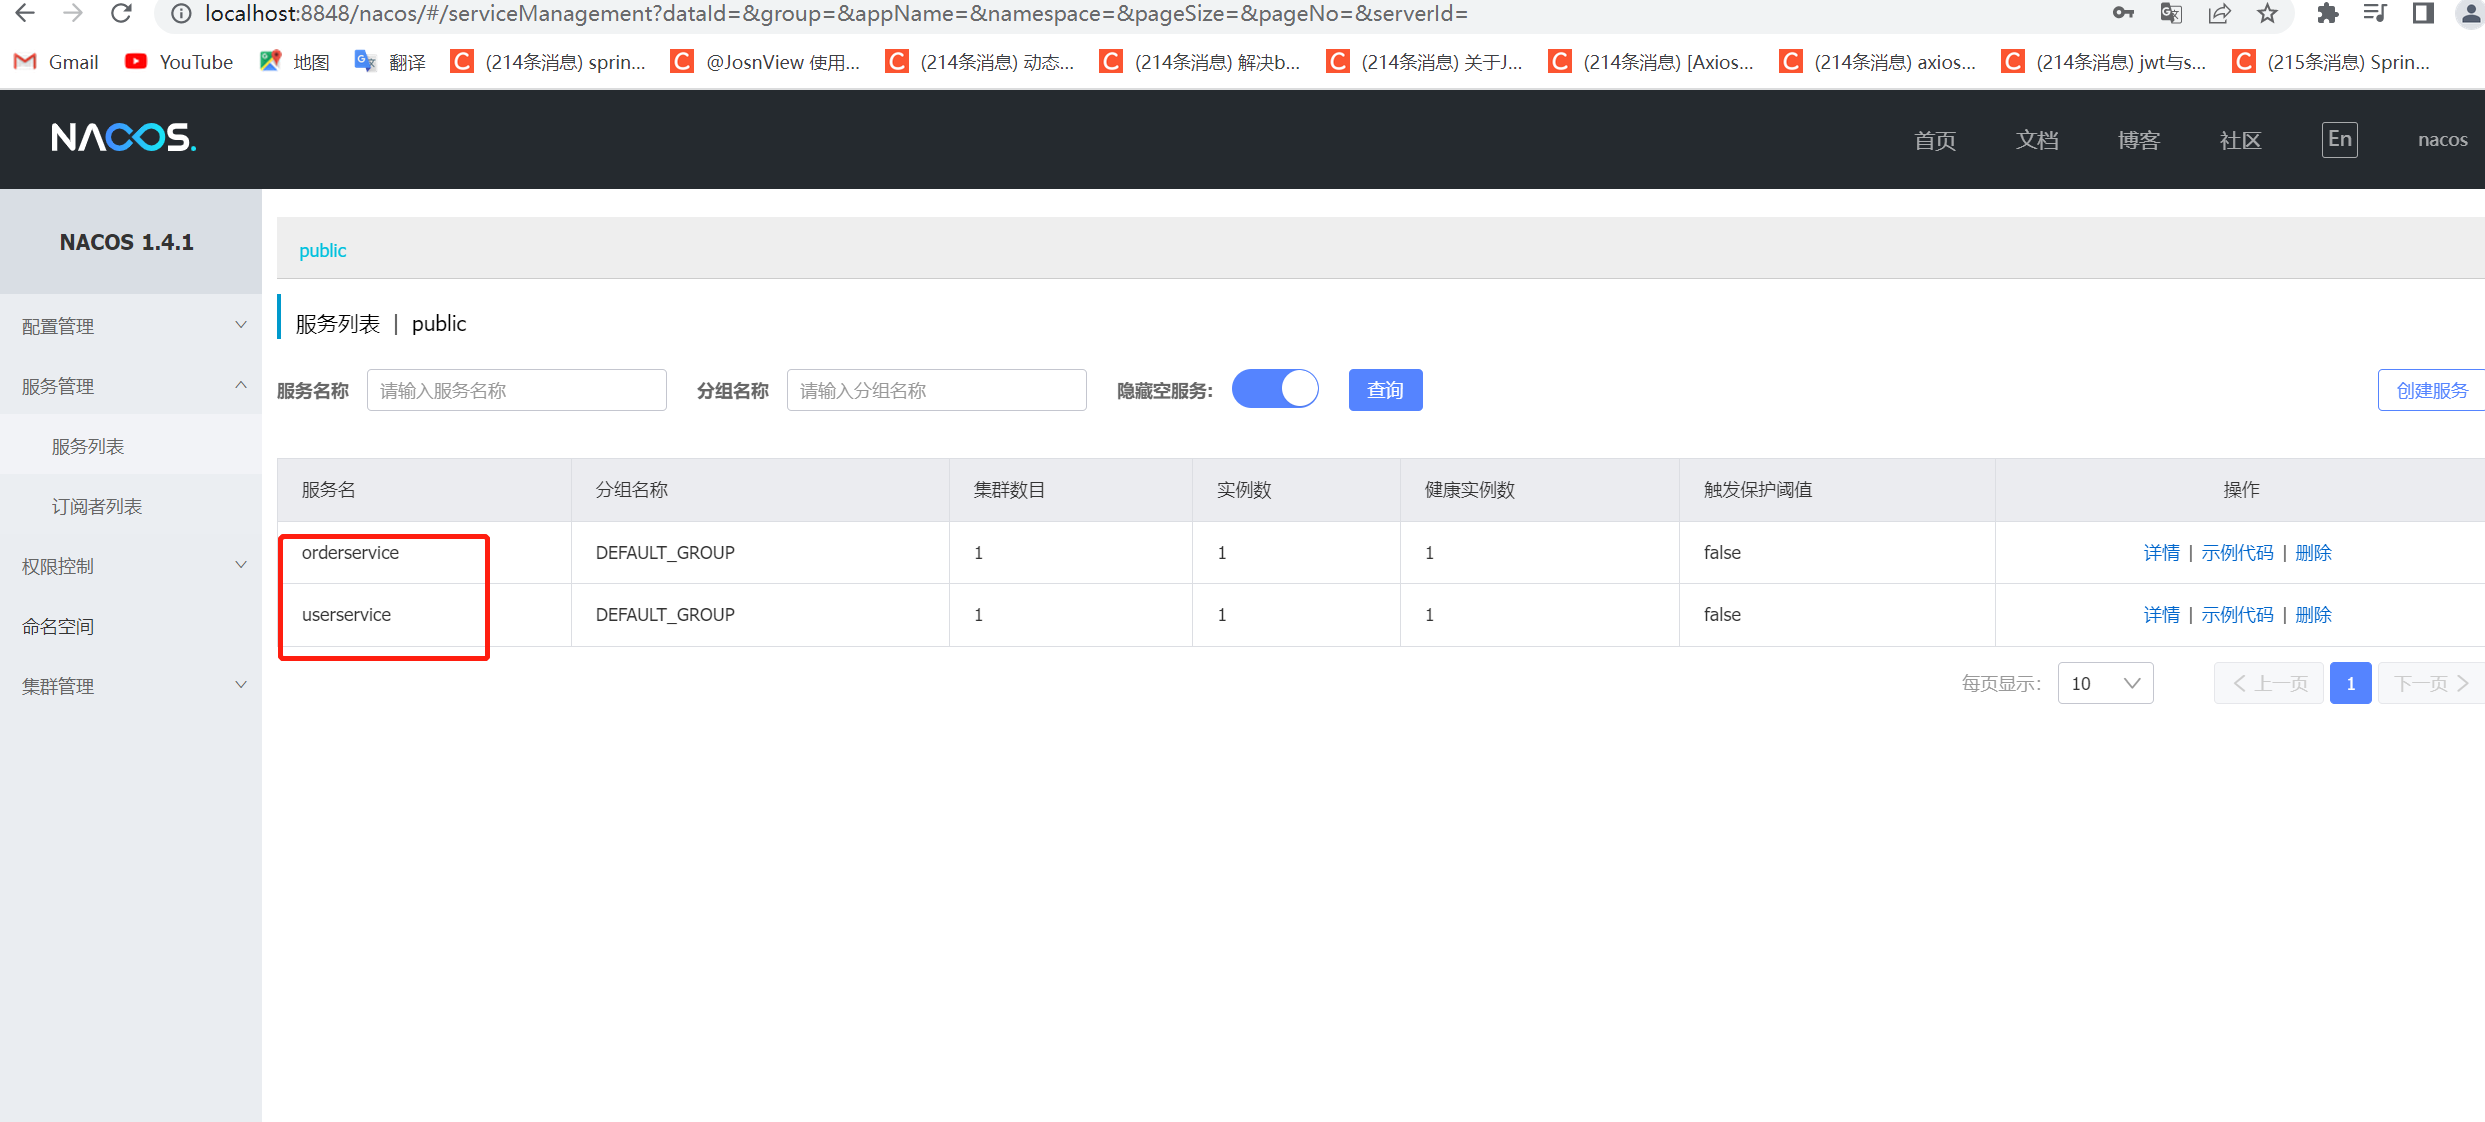 localhost:8848/nacos/#/serviceManagement?dataId=&group=&appName=&namespace=&pageSize=&pageNo=&serverId=
Gmail YouTube 地图 翻译 (214条消息) sprin... @JosnView 使用... (214条消息) 动态... (214条消息) 解决b... (214条消息) 关于J... (214条消息) [Axios... (214条消息) axios... (214条消息) jwt与s... (215条消息) Sprin...
NACOS. 首页 文档 博客 社区 En nacos
NACOS 1.4.1
配置管理
服务管理
服务列表
订阅者列表
权限控制
命名空间
集群管理
public
服务列表 | public
服务名称 请输入服务名称 分组名称 请输入分组名称 隐藏空服务: 查询 创建服务
服务名 分组名称 集群数目 实例数 健康实例数 触发保护阈值 操作
orderservice DEFAULT_GROUP 1 1 1 false 详情 | 示例代码 | 删除
userservice DEFAULT_GROUP 1 1 1 false 详情 | 示例代码 | 删除
每页显示: 10 上一页 1 下一页